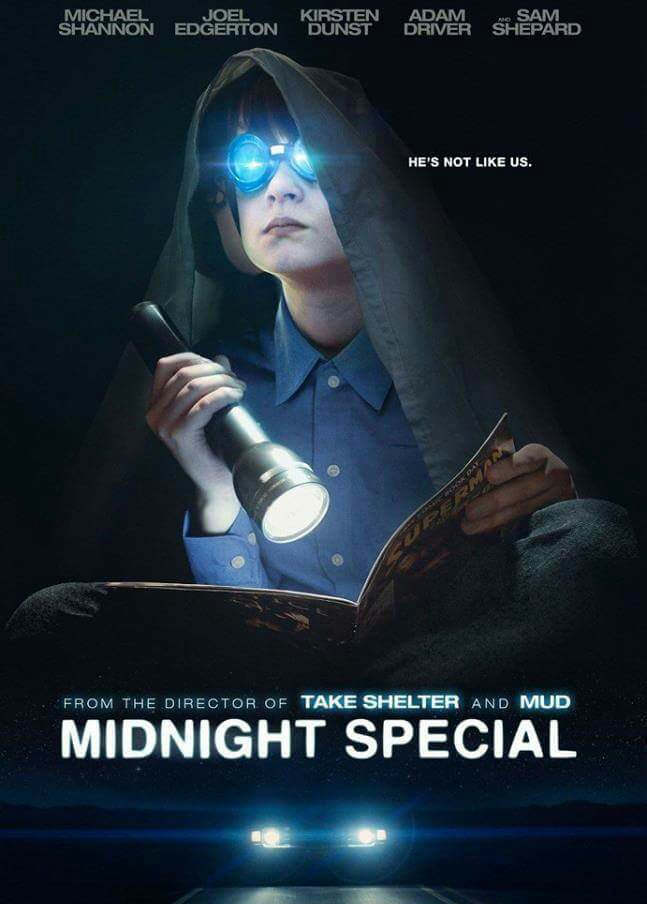 MICHAEL SHANNON JOEL EDGERTON KIRSTEN DUNST ADAM DRIVER AND SAM SHEPARD
HE'S NOT LIKE US.
SUPERMAN
FROM THE DIRECTOR OF TAKE SHELTER AND MUD
MIDNIGHT SPECIAL